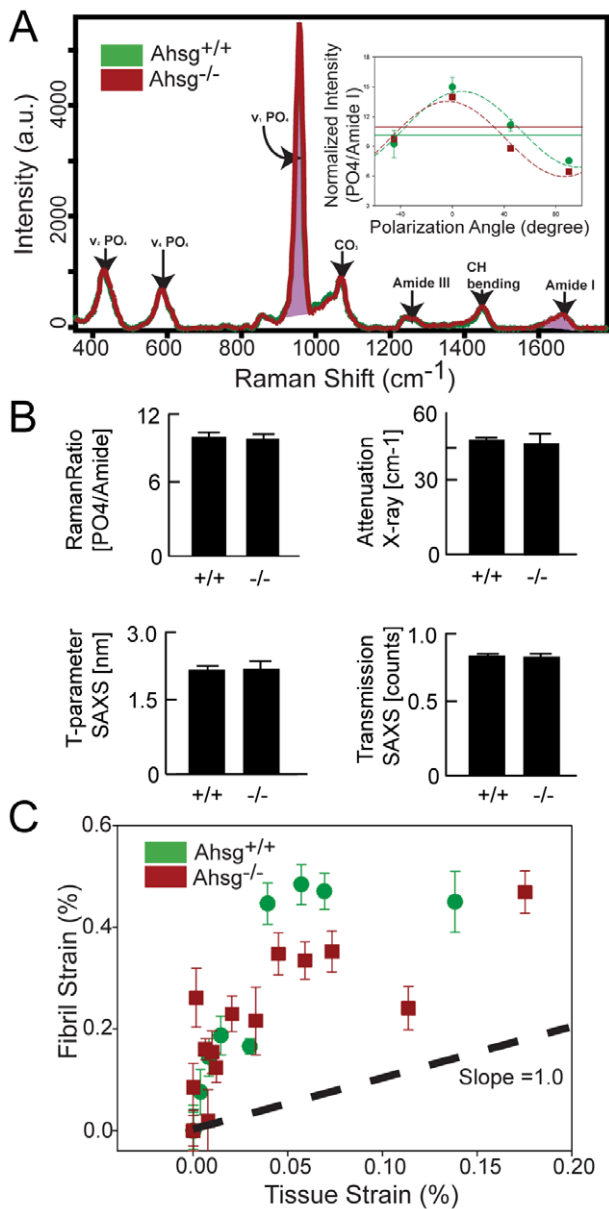 A
Ahsg+/+
Ahsg-/-
Intensity (a.u.)
0
2000
4000
ν₁ PO₄
ν₂ PO₄
ν₄ PO₄
CO₃
Amide III
CH
bending
Amide I
400
600
800
1000
1200
1400
1600
Raman Shift (cm-1)
Normalized Intensity
(PO4/Amide I)
18
15
12
9
6
3
-40
0
40
80
Polarization Angle (degree)
B
RamanRatio
[PO4/Amide]
12
6
0
+/+
-/-
Attenuation
X-ray [cm-1]
60
30
0
+/+
-/-
T-parameter
SAXS [nm]
3.0
1.5
0
+/+
-/-
Transmission
SAXS [counts]
1.0
0.5
0
+/+
-/-
C
Ahsg+/+
Ahsg-/-
Fibril Strain (%)
0.6
0.4
0.2
0.0
Slope =1.0
0.00
0.05
0.10
0.15
0.20
Tissue Strain (%)